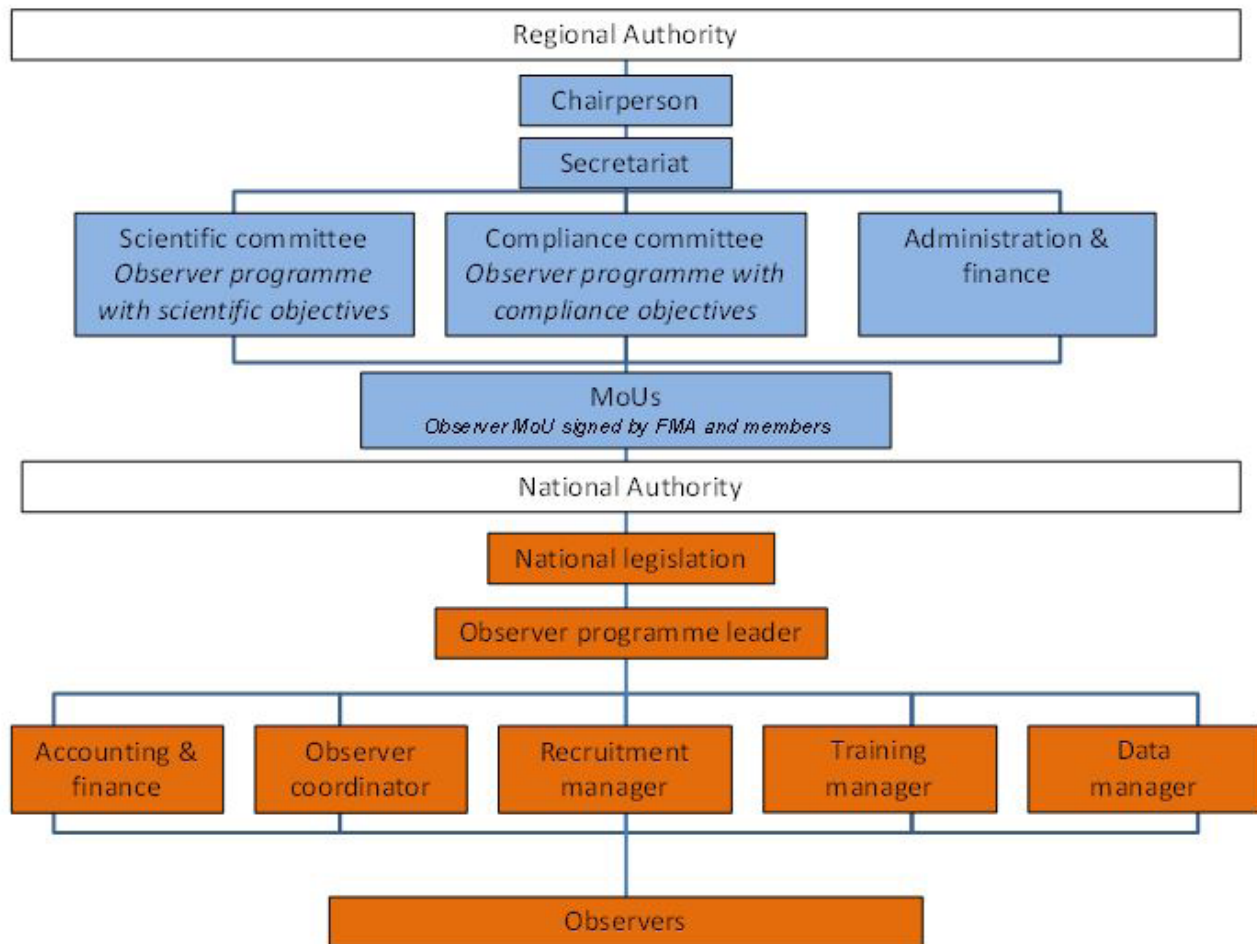 Regional Authority
Chairperson
Secretariat
Scientific committee
Observer programme
with scientific objectives
Compliance committee
Observer programme with
compliance objectives
Administration &
finance
MoUs
Observer MoU signed by FMA and members
National Authority
National legislation
Observer programme leader
Accounting &
finance
Observer
coordinator
Recruitment
manager
Training
manager
Data
manager
Observers